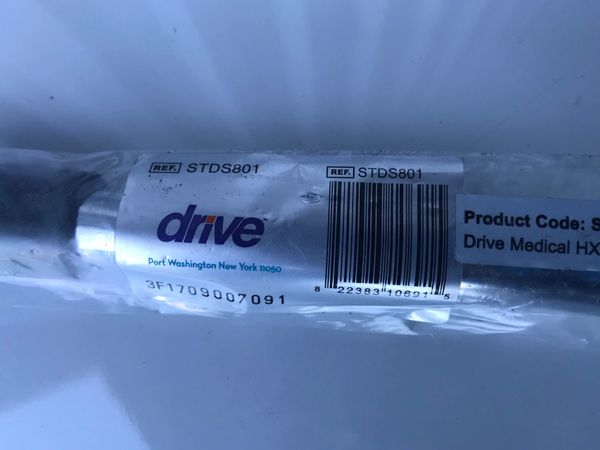 REF. STDS801
drive
Port Washington New York 11050
3F1709007091
REF. STDS801
8 22383 10691 5
Product Code: S
Drive Medical HX